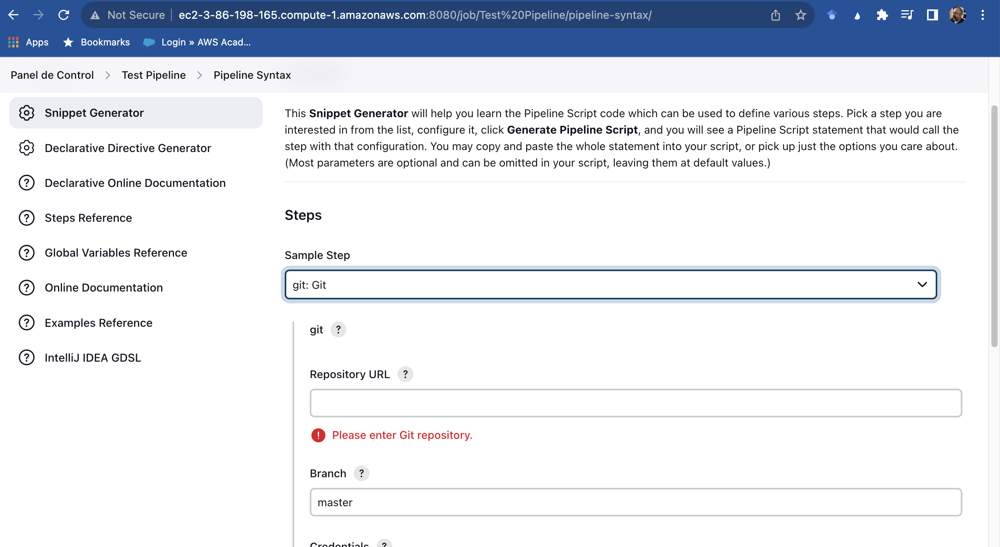 Not Secure ec2-3-86-198-165.compute-1.amazonaws.com:8080/job/Test%20Pipeline/pipeline-syntax/
Apps Bookmarks Login » AWS Acad...
Panel de Control Test Pipeline Pipeline Syntax
Snippet Generator
Declarative Directive Generator
Declarative Online Documentation
Steps Reference
Global Variables Reference
Online Documentation
Examples Reference
IntelliJ IDEA GDSL
This Snippet Generator will help you learn the Pipeline Script code which can be used to define various steps. Pick a step you are
interested in from the list, configure it, click Generate Pipeline Script, and you will see a Pipeline Script statement that would call the
step with that configuration. You may copy and paste the whole statement into your script, or pick up just the options you care about.
(Most parameters are optional and can be omitted in your script, leaving them at default values.)
Steps
Sample Step
git: Git
git ?
Repository URL ?
Please enter Git repository.
Branch ?
master
Credentials ?